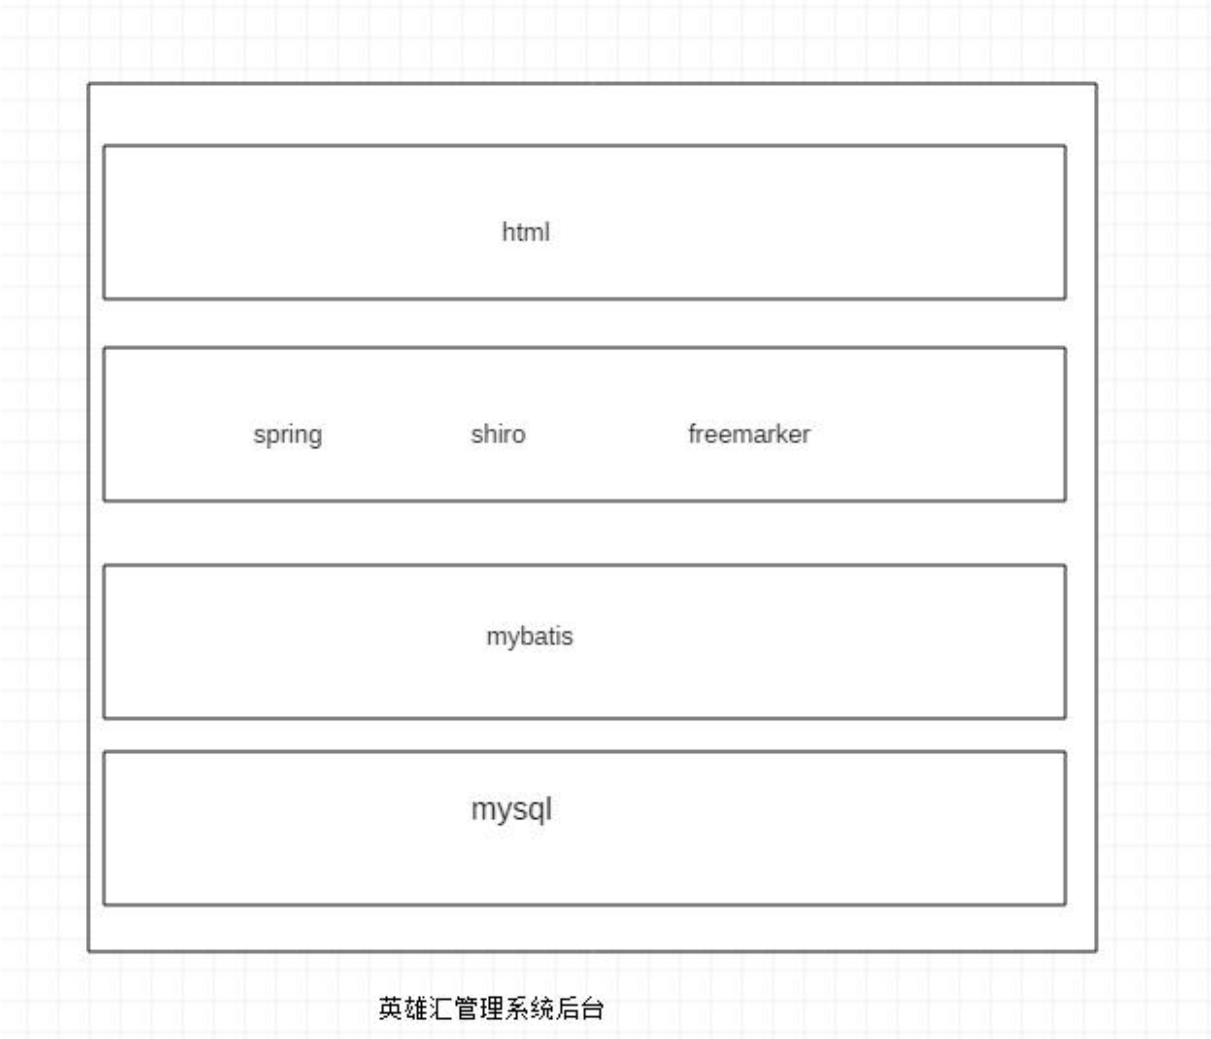 html
spring shiro freemarker
mybatis
mysql
英雄汇管理系统后台